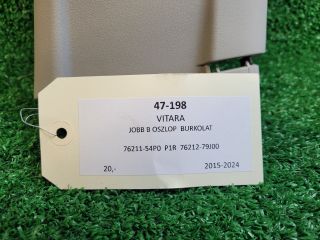 47-198
VITARA
JOBB B OSZLOP BURKOLAT
76211-54P0 P1R 76212-79J00
20,- 2015-2024